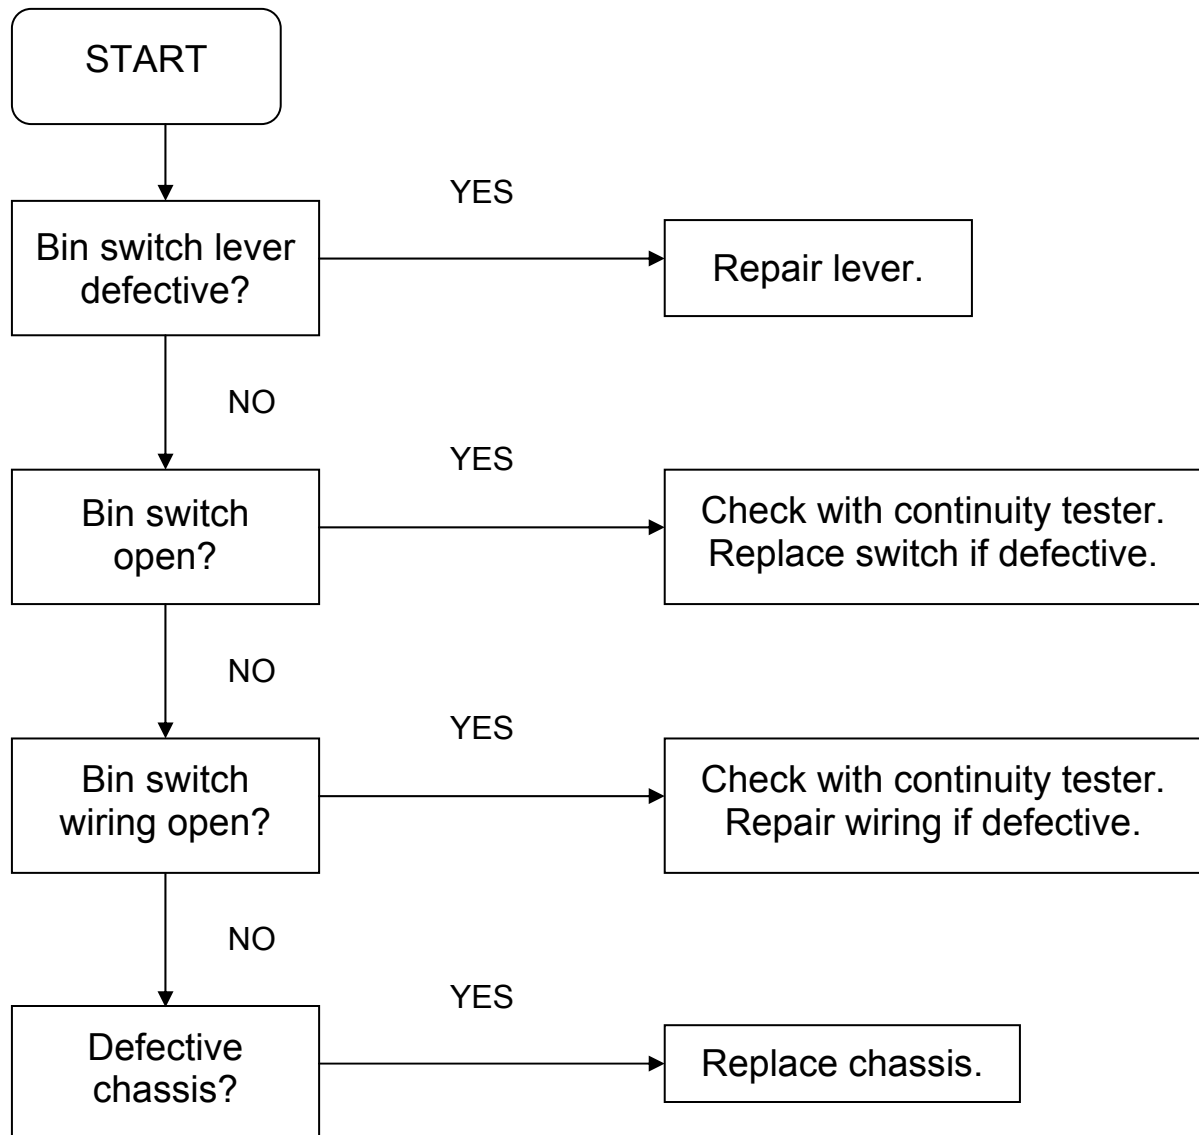 START
YES
Bin switch lever
defective?
Repair lever.
NO
YES
Bin switch
open?
Check with continuity tester.
Replace switch if defective.
NO
YES
Bin switch
wiring open?
Check with continuity tester.
Repair wiring if defective.
NO
YES
Defective
chassis?
Replace chassis.